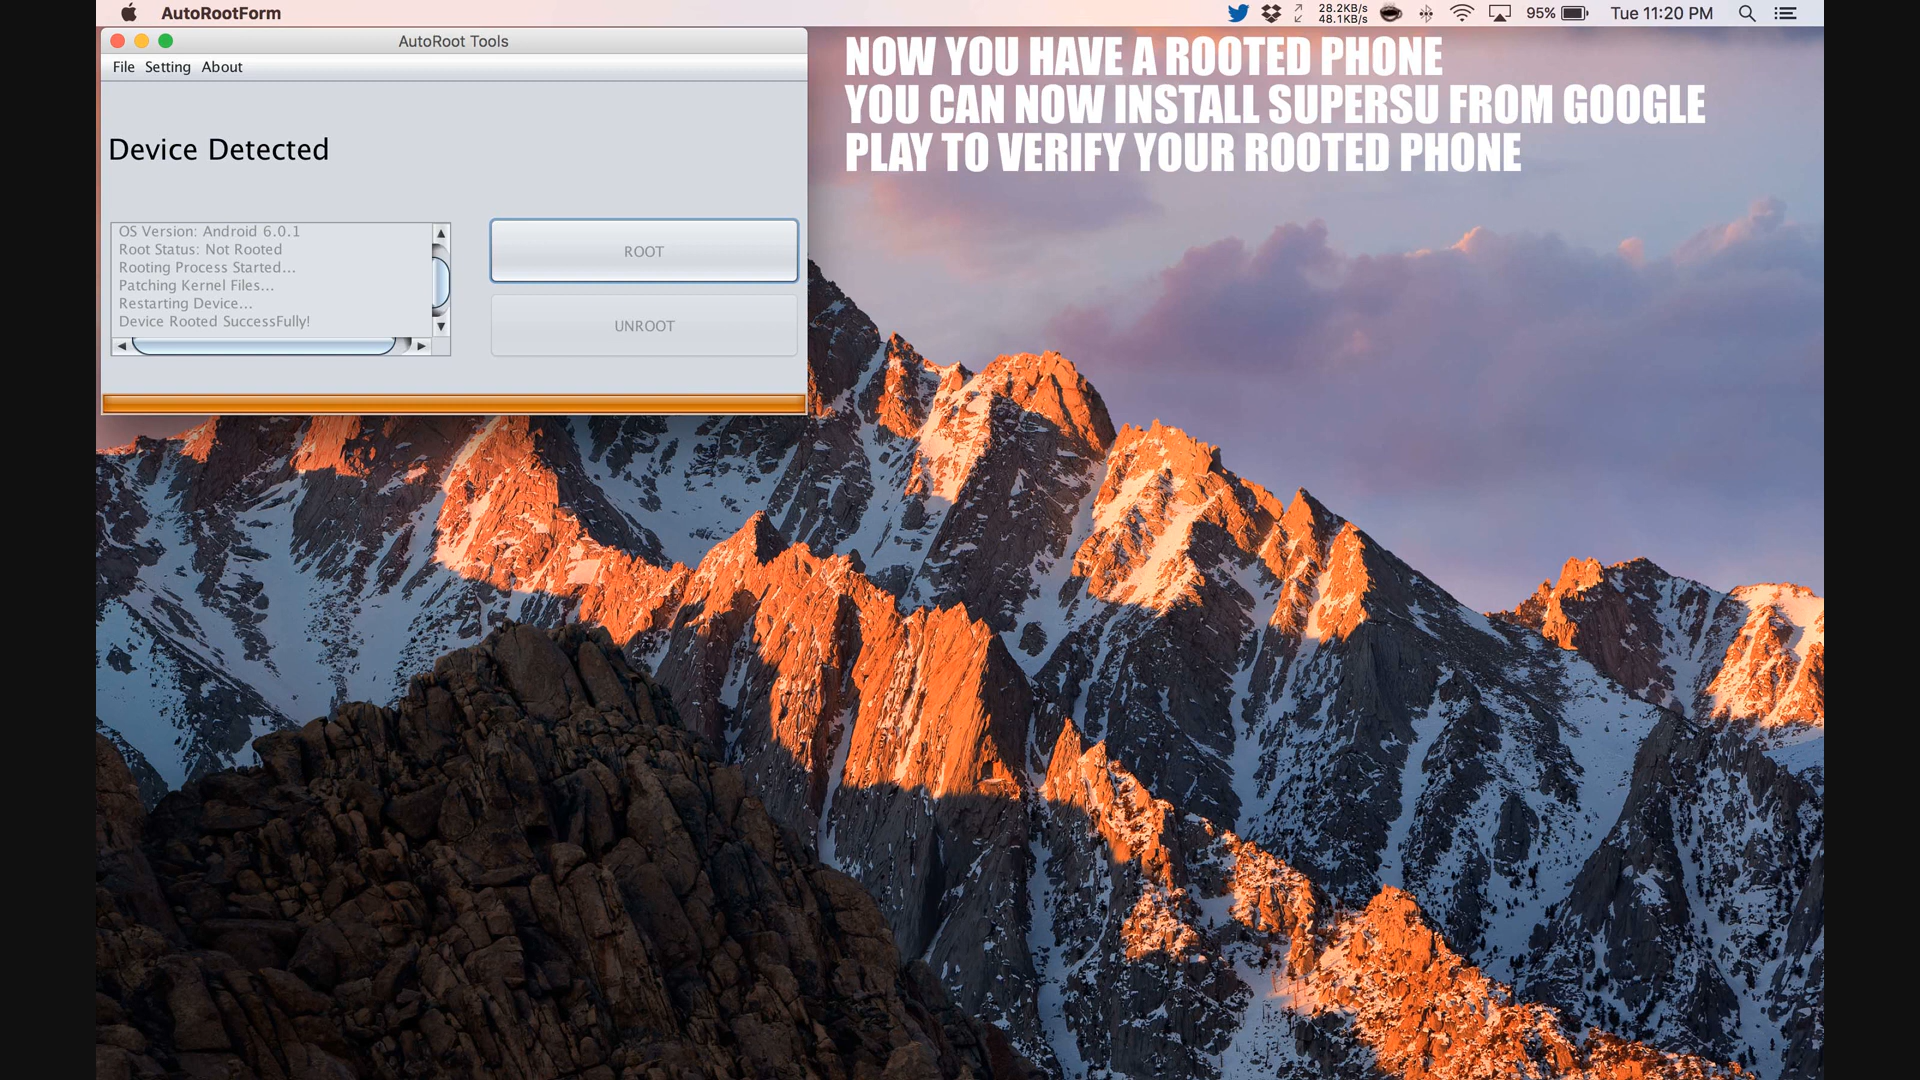 AutoRootForm
28.2KB/s
48.1KB/s
95%
Tue 11:20 PM
AutoRoot Tools
File Setting About
Device Detected
OS Version: Android 6.0.1
Root Status: Not Rooted
Rooting Process Started...
Patching Kernel Files...
Restarting Device...
Device Rooted SuccessFully!
ROOT
UNROOT
NOW YOU HAVE A ROOTED PHONE
YOU CAN NOW INSTALL SUPERSU FROM GOOGLE
PLAY TO VERIFY YOUR ROOTED PHONE